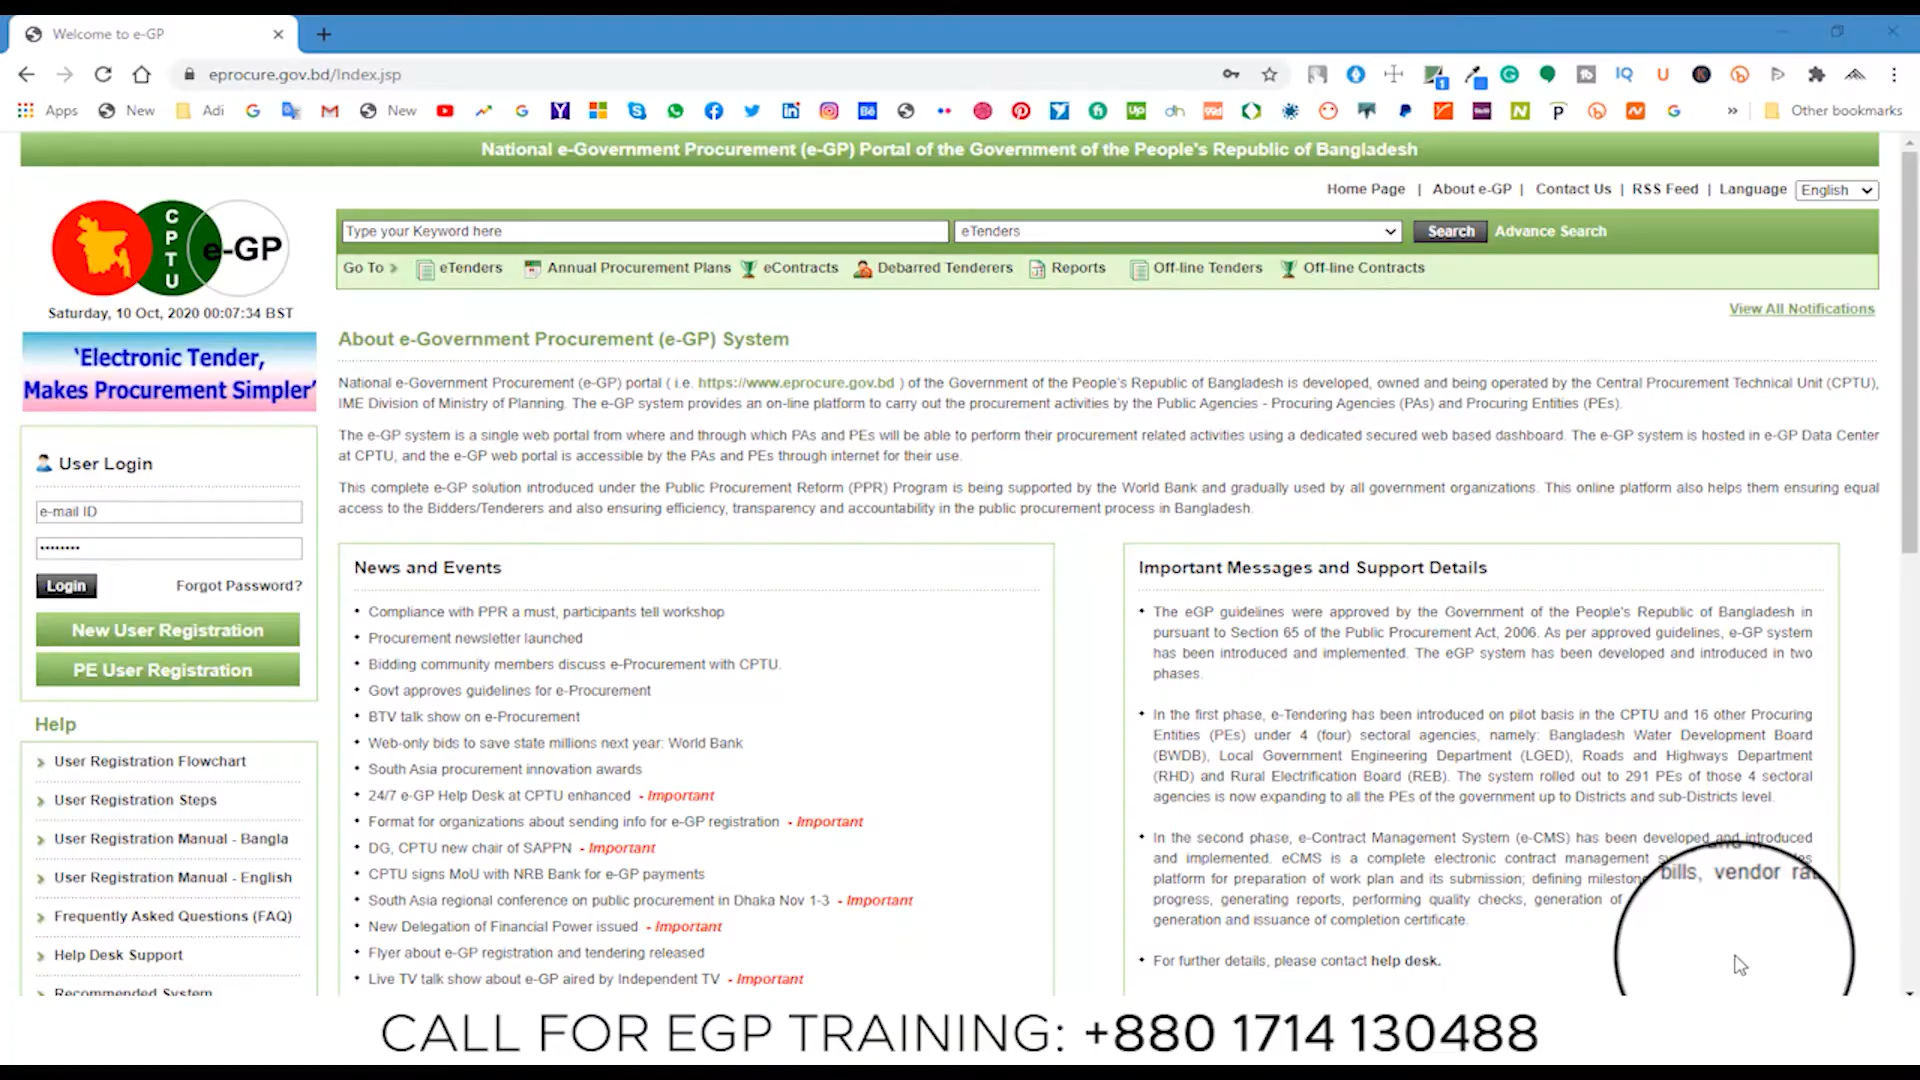 Welcome to e-GP
eprocure.gov.bd/Index.jsp
Apps New Adi New Other bookmarks
National e-Government Procurement (e-GP) Portal of the Government of the People's Republic of Bangladesh
Home Page | About e-GP | Contact Us | RSS Feed | Language English
CPTU
e-GP
Type your Keyword here eTenders Search Advance Search
Go To eTenders Annual Procurement Plans eContracts Debarred Tenderers Reports Off-line Tenders Off-line Contracts
Saturday, 10 Oct, 2020 00:07:34 BST
View All Notifications
'Electronic Tender,
Makes Procurement Simpler'
User Login
e-mail ID
••••••••
Login Forgot Password?
New User Registration
PE User Registration
Help
User Registration Flowchart
User Registration Steps
User Registration Manual - Bangla
User Registration Manual - English
Frequently Asked Questions (FAQ)
Help Desk Support
Recommended System
About e-Government Procurement (e-GP) System
National e-Government Procurement (e-GP) portal ( i.e. https://www.eprocure.gov.bd ) of the Government of the People's Republic of Bangladesh is developed, owned and being operated by the Central Procurement Technical Unit (CPTU),
IME Division of Ministry of Planning. The e-GP system provides an on-line platform to carry out the procurement activities by the Public Agencies - Procuring Agencies (PAs) and Procuring Entities (PEs).
The e-GP system is a single web portal from where and through which PAs and PEs will be able to perform their procurement related activities using a dedicated secured web based dashboard. The e-GP system is hosted in e-GP Data Center
at CPTU, and the e-GP web portal is accessible by the PAs and PEs through internet for their use.
This complete e-GP solution introduced under the Public Procurement Reform (PPR) Program is being supported by the World Bank and gradually used by all government organizations. This online platform also helps them ensuring equal
access to the Bidders/Tenderers and also ensuring efficiency, transparency and accountability in the public procurement process in Bangladesh.
News and Events
• Compliance with PPR a must, participants tell workshop
• Procurement newsletter launched
• Bidding community members discuss e-Procurement with CPTU.
• Govt approves guidelines for e-Procurement
• BTV talk show on e-Procurement
• Web-only bids to save state millions next year: World Bank
• South Asia procurement innovation awards
• 24/7 e-GP Help Desk at CPTU enhanced - Important
• Format for organizations about sending info for e-GP registration - Important
• DG, CPTU new chair of SAPPN - Important
• CPTU signs MoU with NRB Bank for e-GP payments
• South Asia regional conference on public procurement in Dhaka Nov 1-3 - Important
• New Delegation of Financial Power issued - Important
• Flyer about e-GP registration and tendering released
• Live TV talk show about e-GP aired by Independent TV - Important
Important Messages and Support Details
• The eGP guidelines were approved by the Government of the People's Republic of Bangladesh in
pursuant to Section 65 of the Public Procurement Act, 2006. As per approved guidelines, e-GP system
has been introduced and implemented. The eGP system has been developed and introduced in two
phases.
• In the first phase, e-Tendering has been introduced on pilot basis in the CPTU and 16 other Procuring
Entities (PEs) under 4 (four) sectoral agencies, namely: Bangladesh Water Development Board
(BWDB), Local Government Engineering Department (LGED), Roads and Highways Department
(RHD) and Rural Electrification Board (REB). The system rolled out to 291 PEs of those 4 sectoral
agencies is now expanding to all the PEs of the government up to Districts and sub-Districts level.
• In the second phase, e-Contract Management System (e-CMS) has been developed and introduced
and implemented. eCMS is a complete electronic contract management
platform for preparation of work plan and its submission; defining milestone bills, vendor
progress, generating reports, performing quality checks, generation of
generation and issuance of completion certificate.
• For further details, please contact help desk.
CALL FOR EGP TRAINING: +880 1714 130488